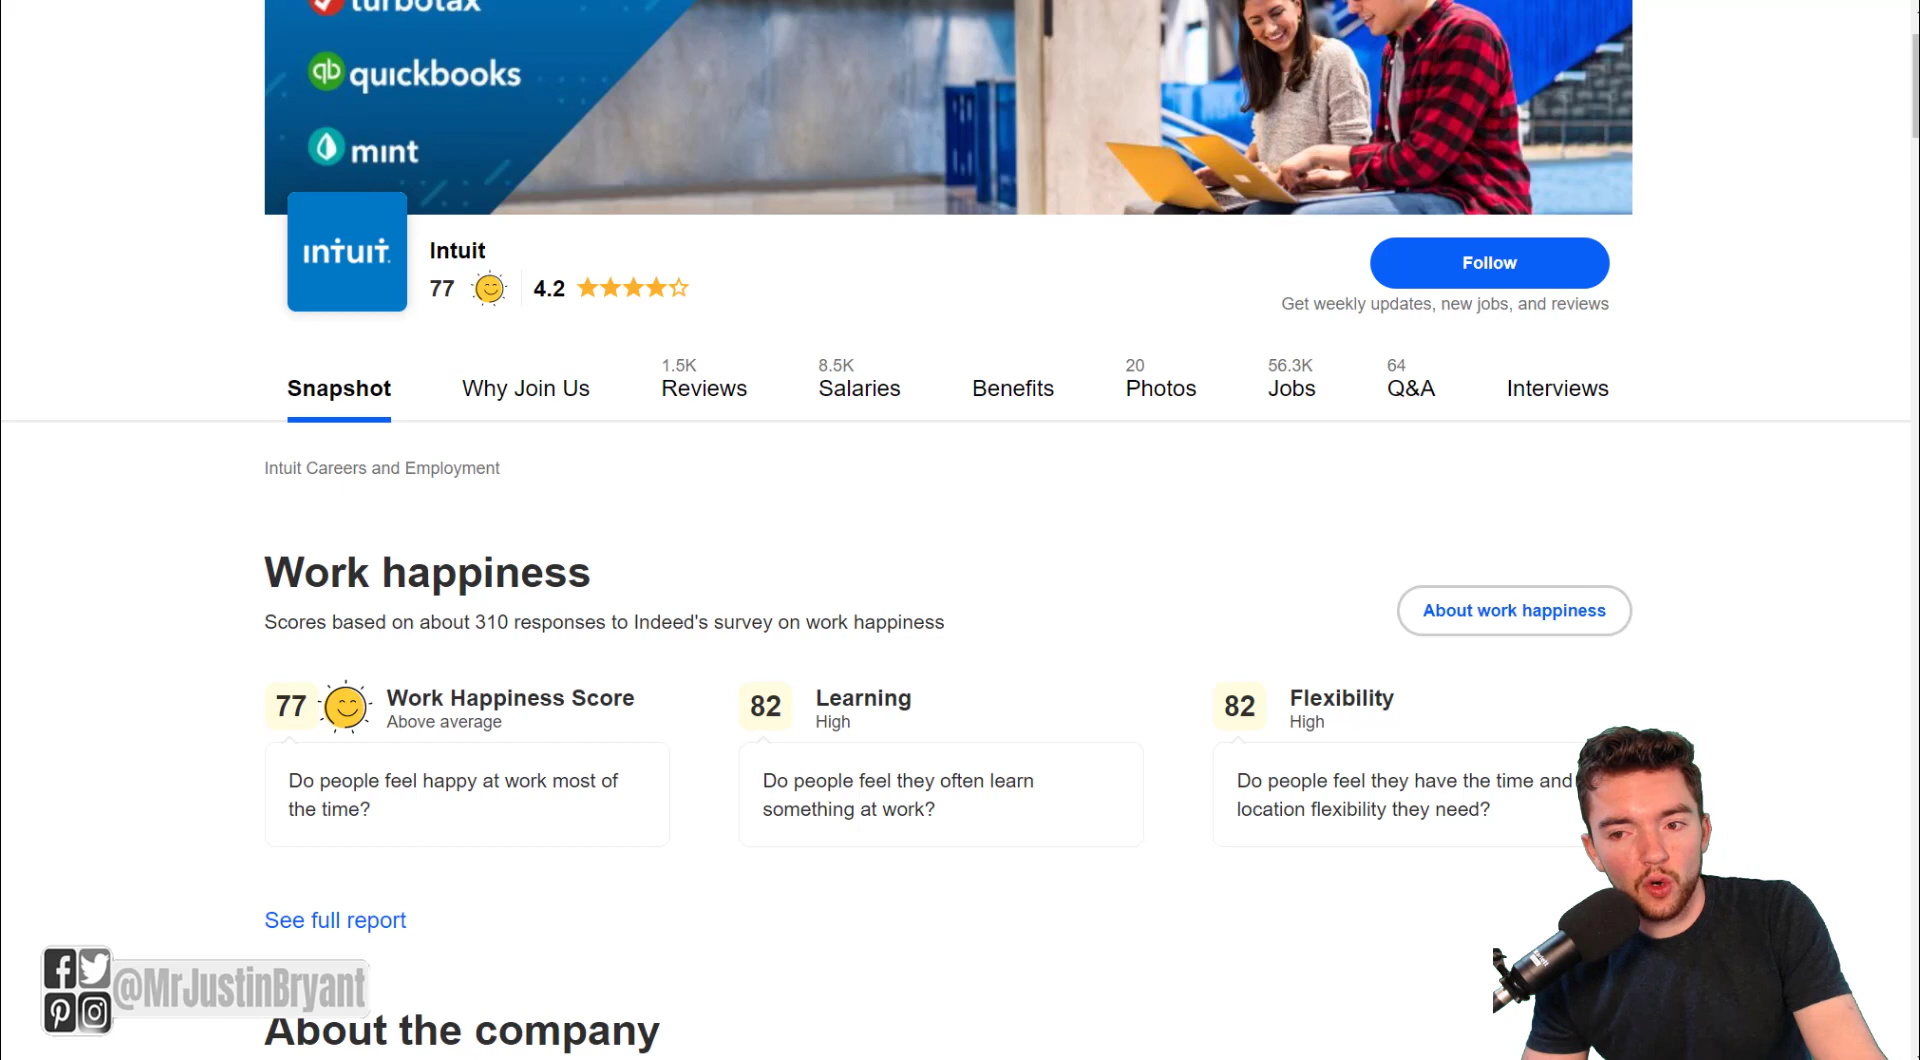 turbotax
quickbooks
mint
INTUIT
Intuit
77
4.2
Follow
Get weekly updates, new jobs, and reviews
Snapshot
Why Join Us
1.5K
Reviews
8.5K
Salaries
Benefits
20
Photos
56.3K
Jobs
64
Q&A
Interviews
Intuit Careers and Employment
Work happiness
Scores based on about 310 responses to Indeed's survey on work happiness
About work happiness
77
Work Happiness Score
Above average
Do people feel happy at work most of
the time?
82
Learning
High
Do people feel they often learn
something at work?
82
Flexibility
High
Do people feel they have the time and
location flexibility they need?
See full report
@MrJustinBryant
About the company